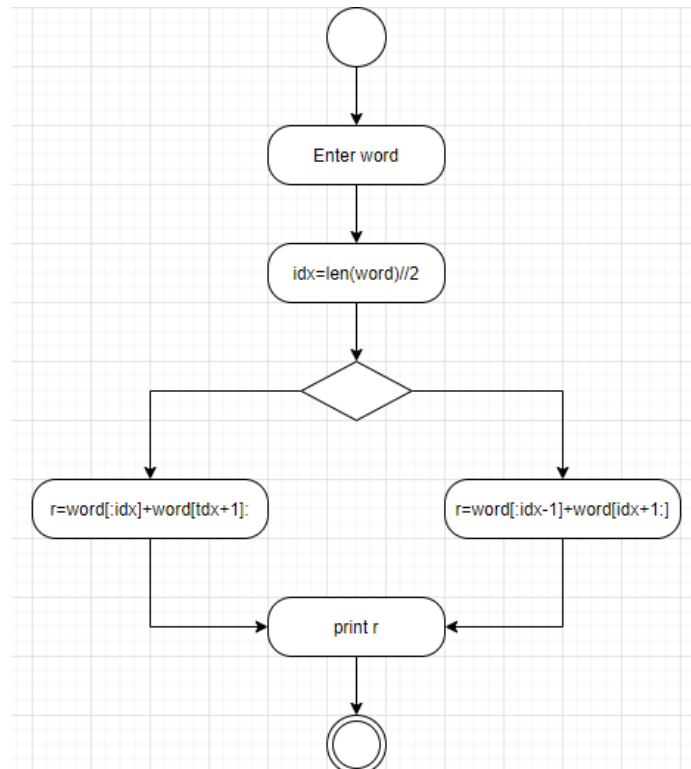 Enter word
idx=len(word)//2
r=word[:idx]+word[tdx+1]:
r=word[:idx-1]+word[idx+1:]
print r